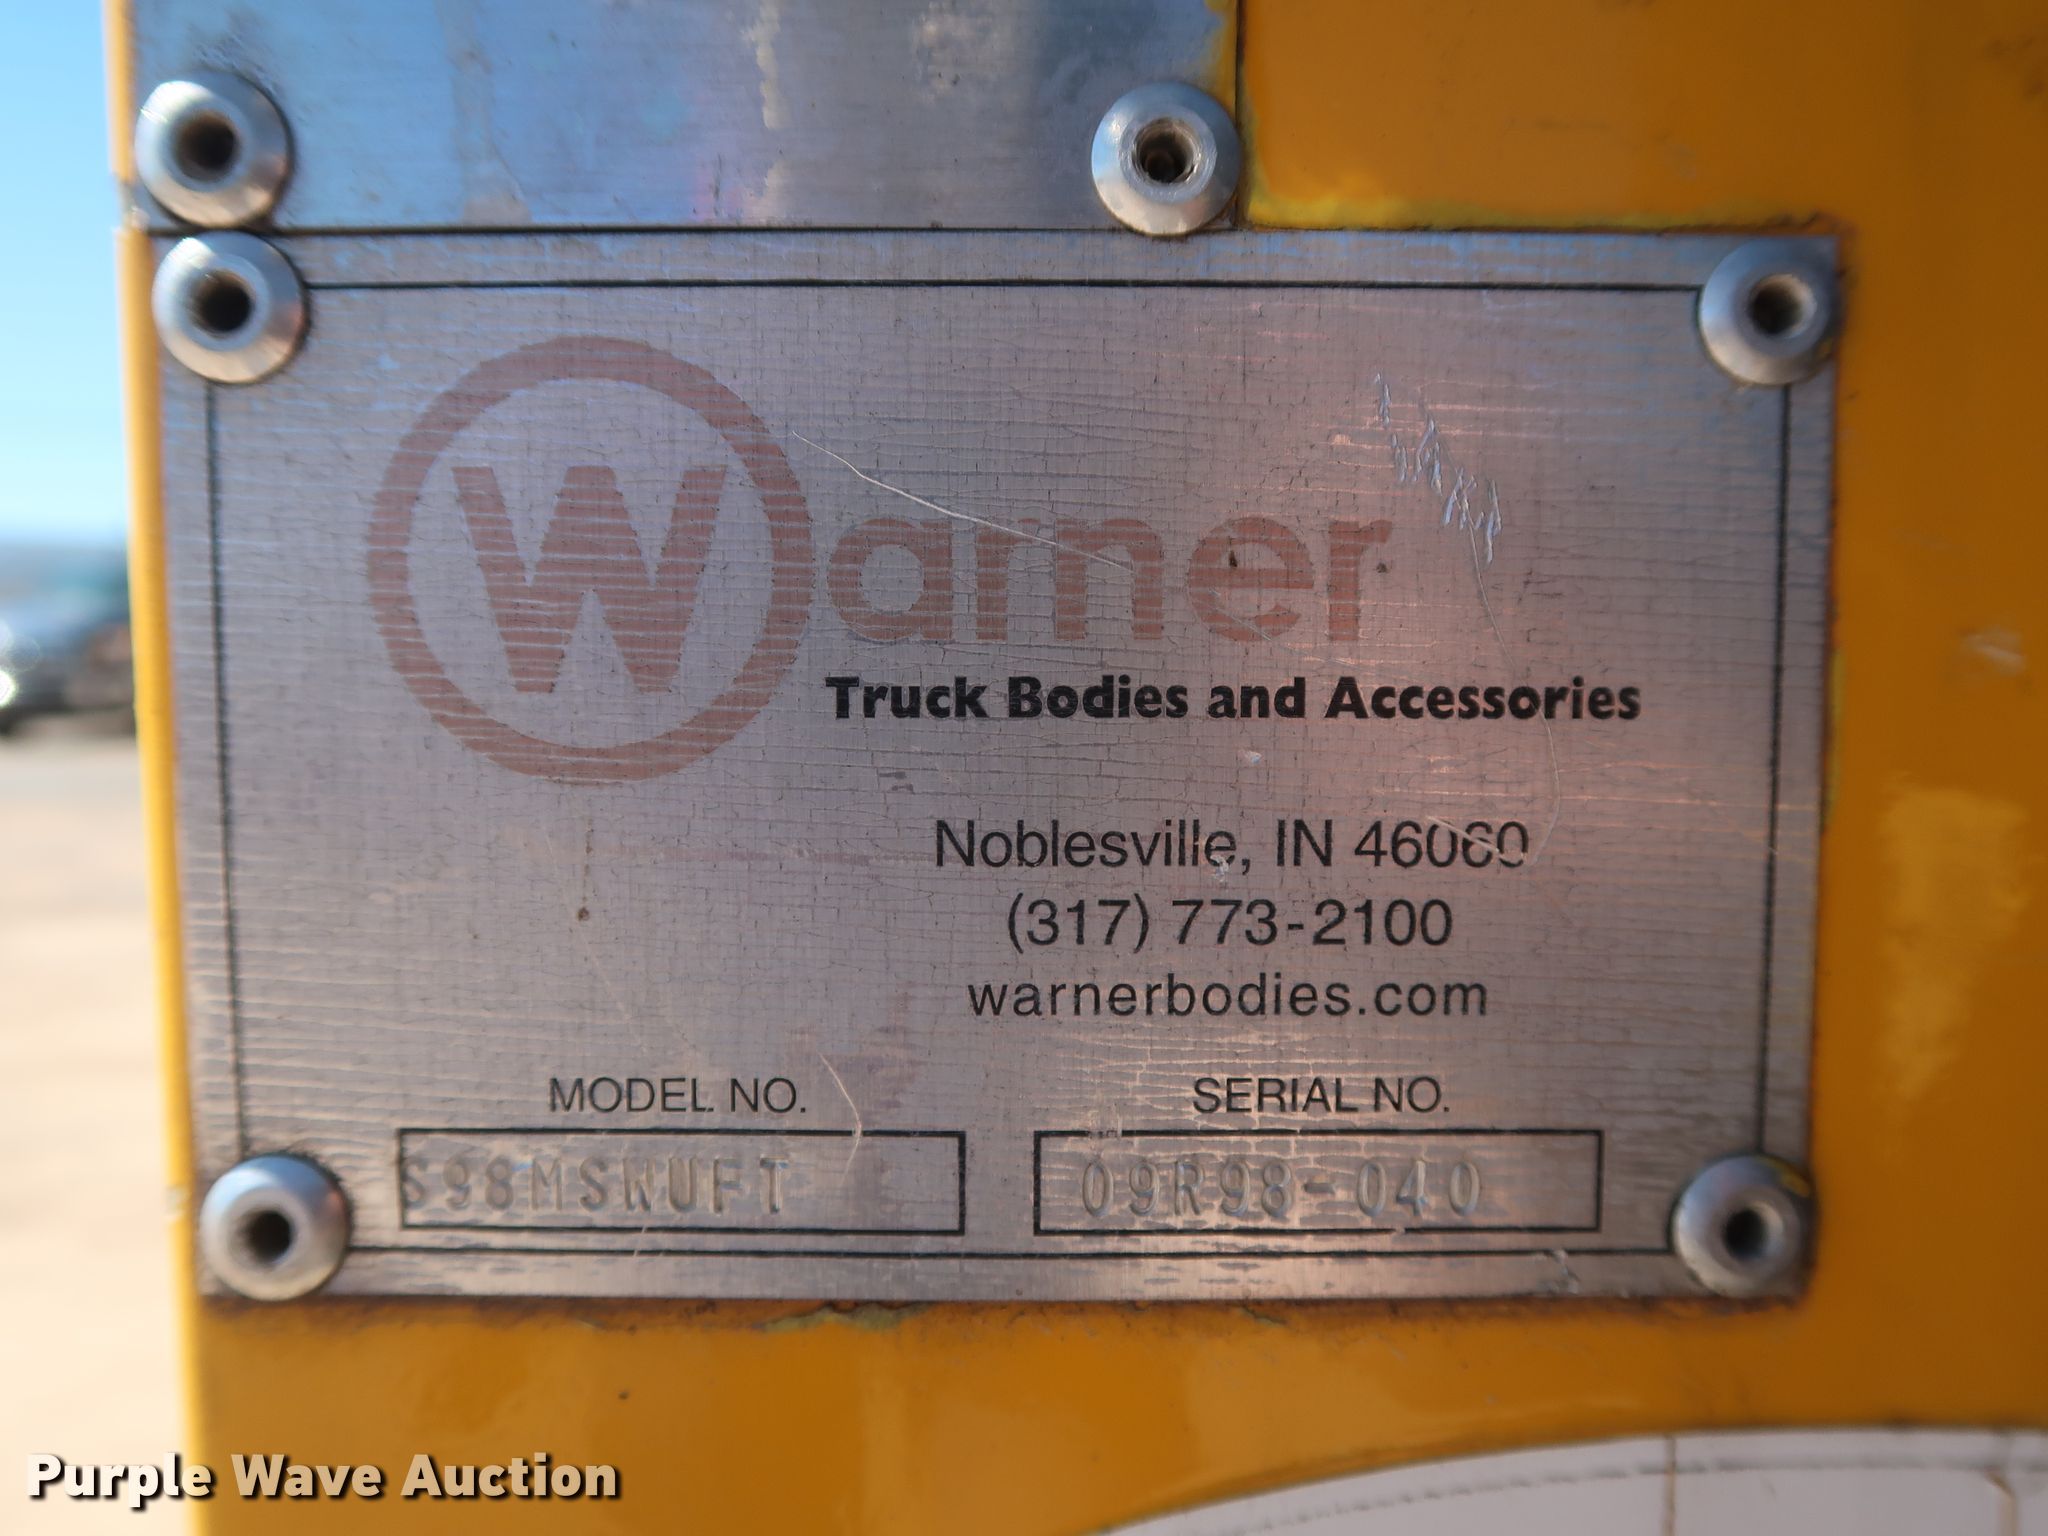 Warner
Truck Bodies and Accessories
Noblesville, IN 46060
(317) 773-2100
warnerbodies.com
MODEL NO.
SERIAL NO.
S98MSWUFT
09R98-040
Purple Wave Auction